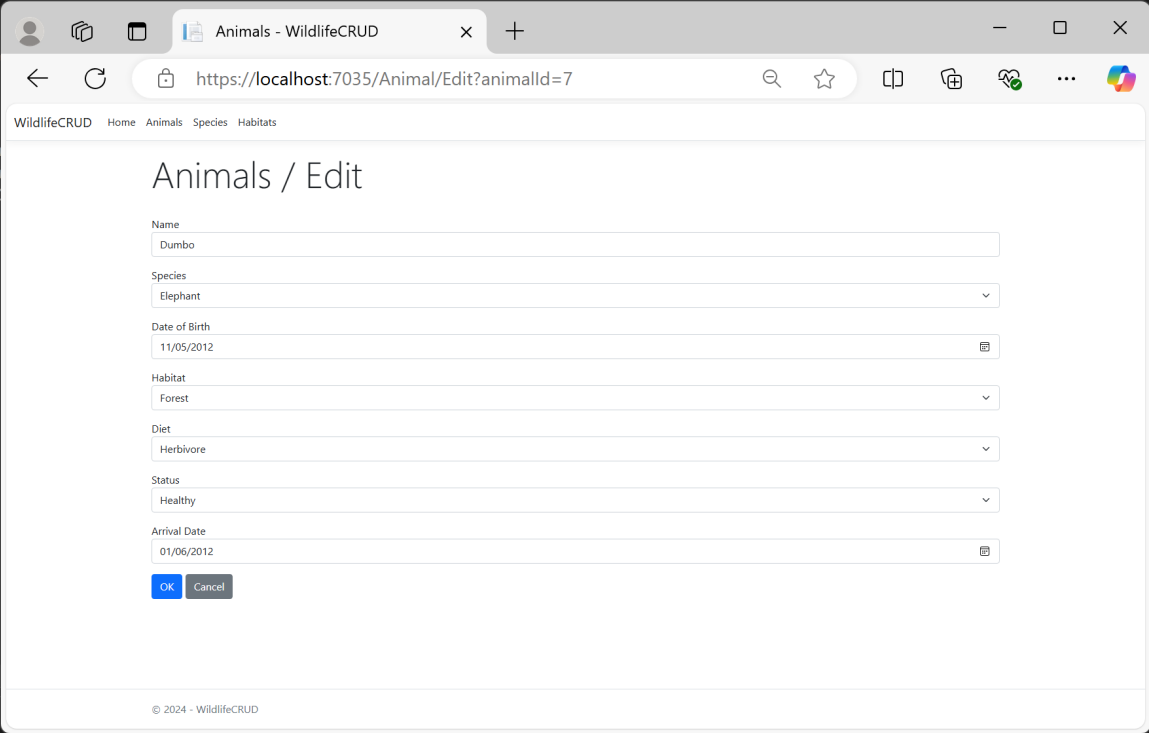 Animals - WildlifeCRUD
https://localhost:7035/Animal/Edit?animalId=7
WildlifeCRUD Home Animals Species Habitats
Animals / Edit
Name
Dumbo
Species
Elephant
Date of Birth
11/05/2012
Habitat
Forest
Diet
Herbivore
Status
Healthy
Arrival Date
01/06/2012
OK Cancel
© 2024 - WildlifeCRUD